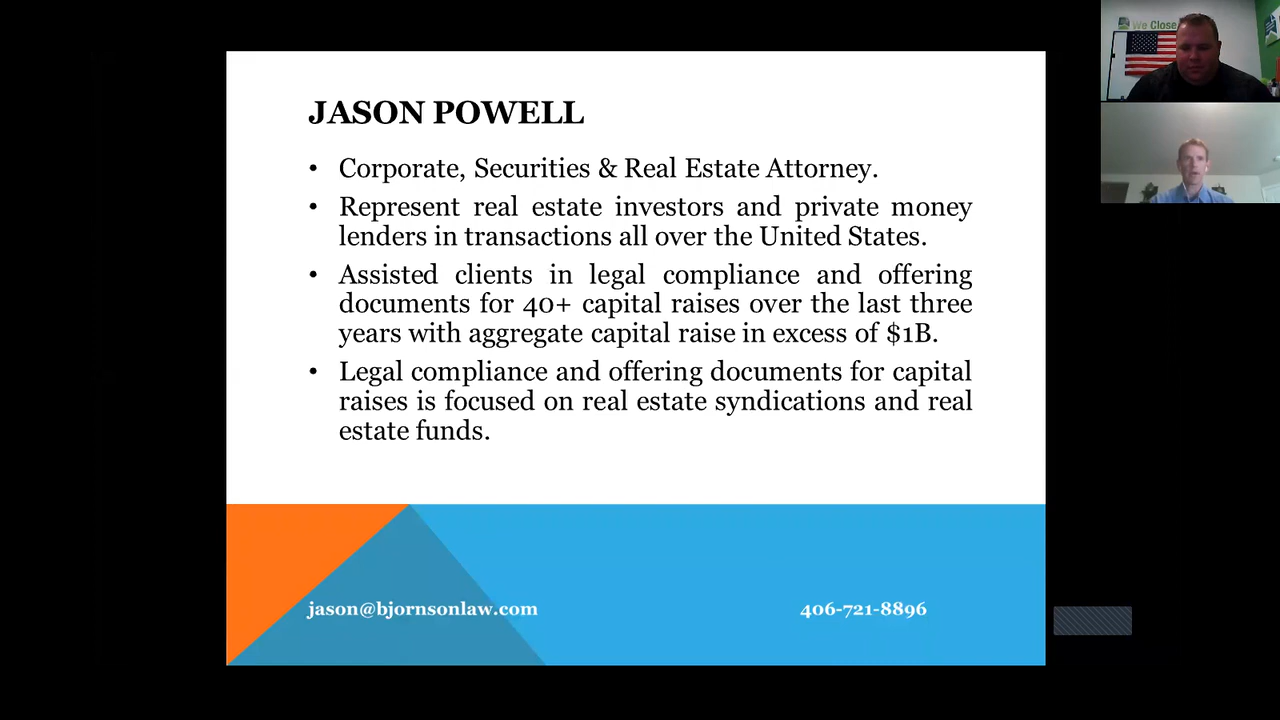 We Close
JASON POWELL
• Corporate, Securities & Real Estate Attorney.
• Represent real estate investors and private money
lenders in transactions all over the United States.
• Assisted clients in legal compliance and offering
documents for 40+ capital raises over the last three
years with aggregate capital raise in excess of $1B.
• Legal compliance and offering documents for capital
raises is focused on real estate syndications and real
estate funds.
jason@bjornsonlaw.com
406-721-8896